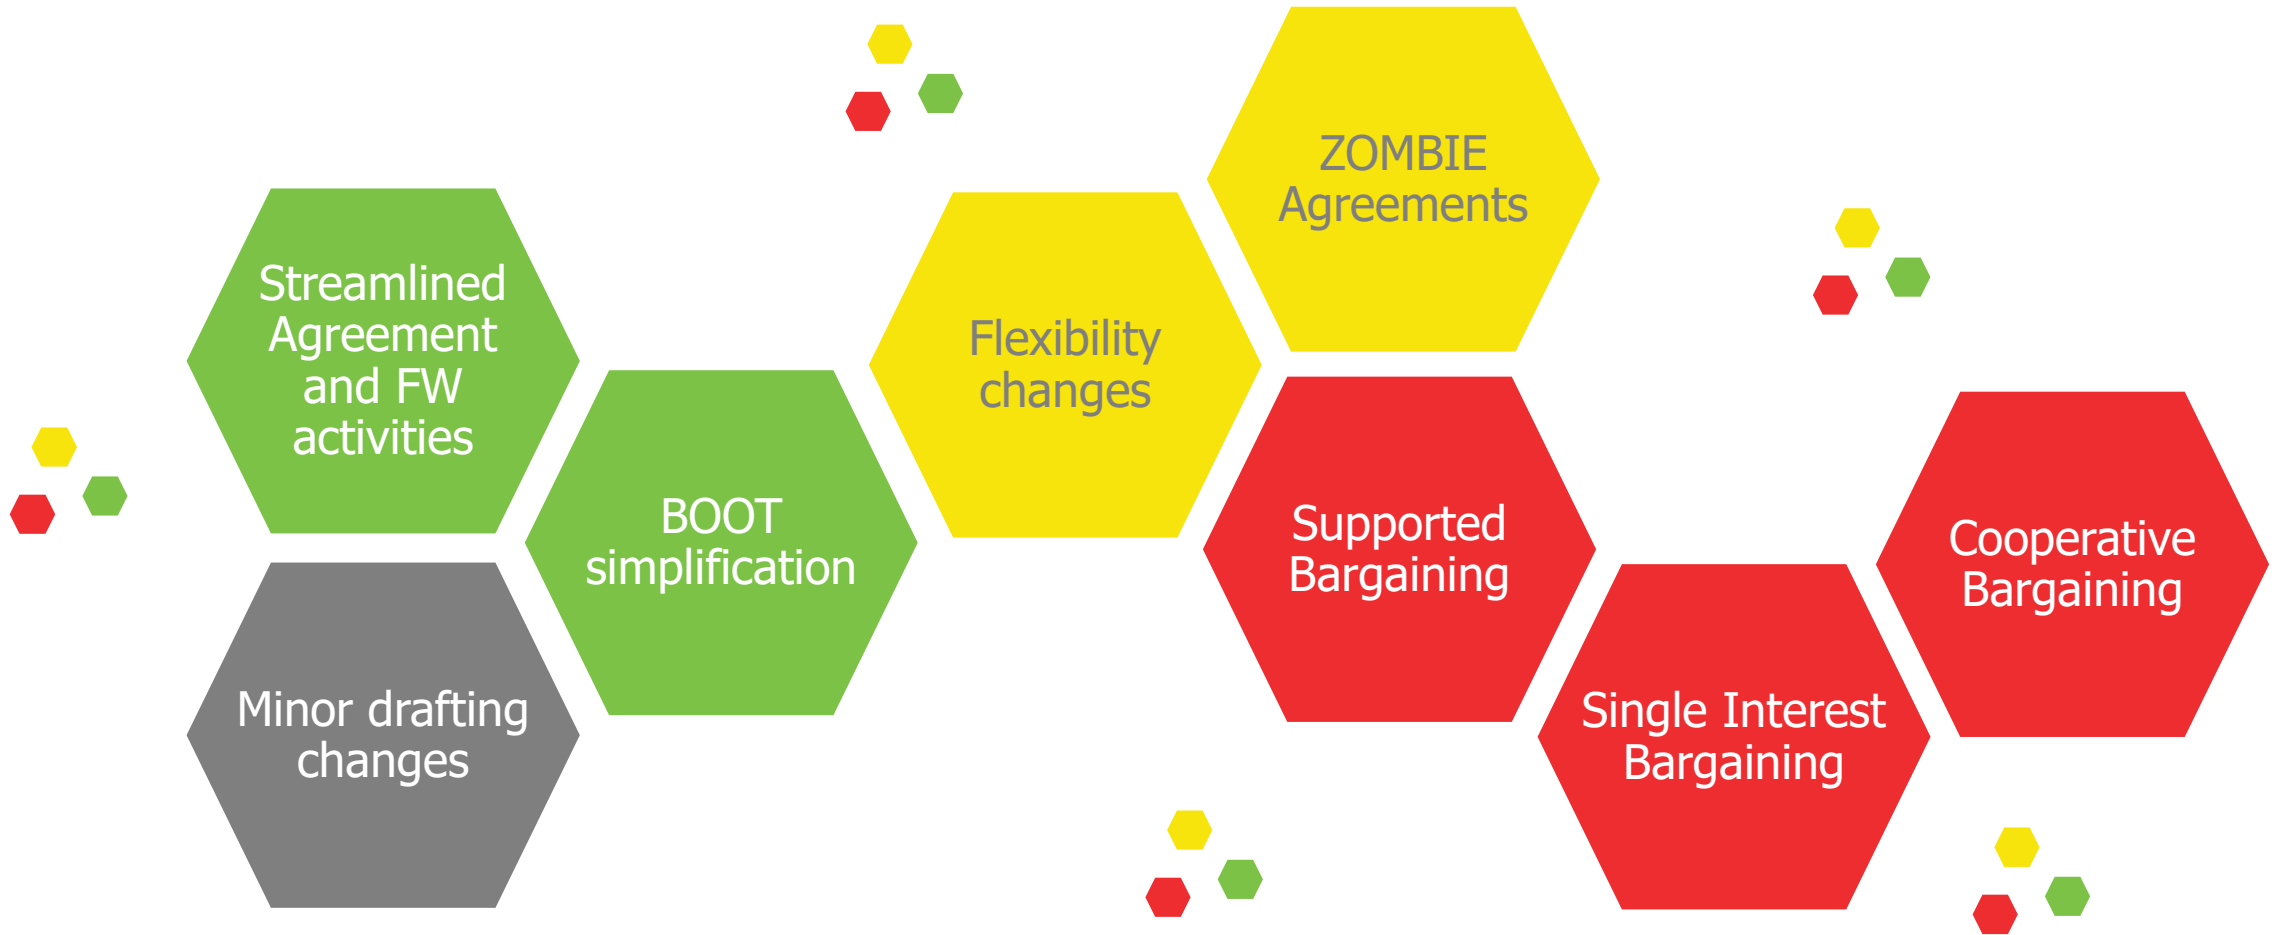 Streamlined
Agreement
and FW
activities
Minor drafting
changes
BOOT
simplification
Flexibility
changes
ZOMBIE
Agreements
Supported
Bargaining
Single Interest
Bargaining
Cooperative
Bargaining